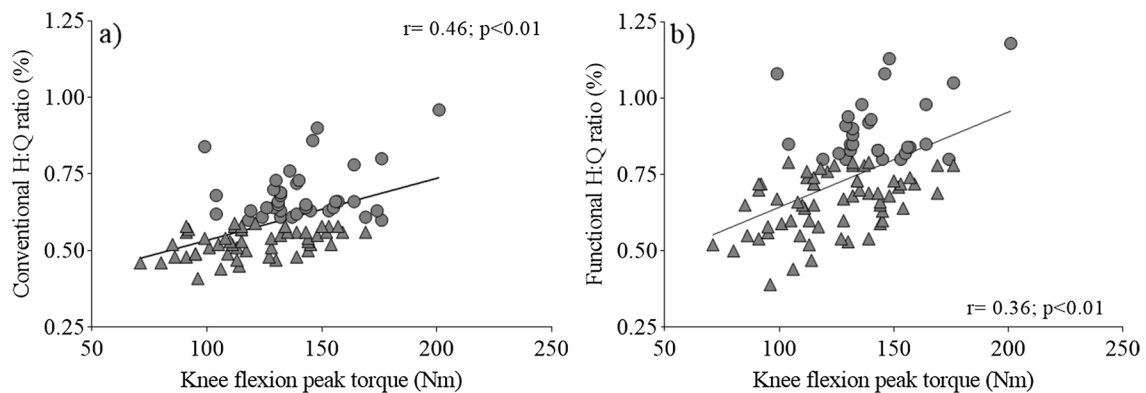 a)
r= 0.46; p<0.01
Conventional H:Q ratio (%)
1.25
1.00
0.75
0.50
0.25
50
100
150
200
250
Knee flexion peak torque (Nm)
b)
Functional H:Q ratio (%)
1.25
1.00
0.75
0.50
0.25
r= 0.36; p<0.01
50
100
150
200
250
Knee flexion peak torque (Nm)